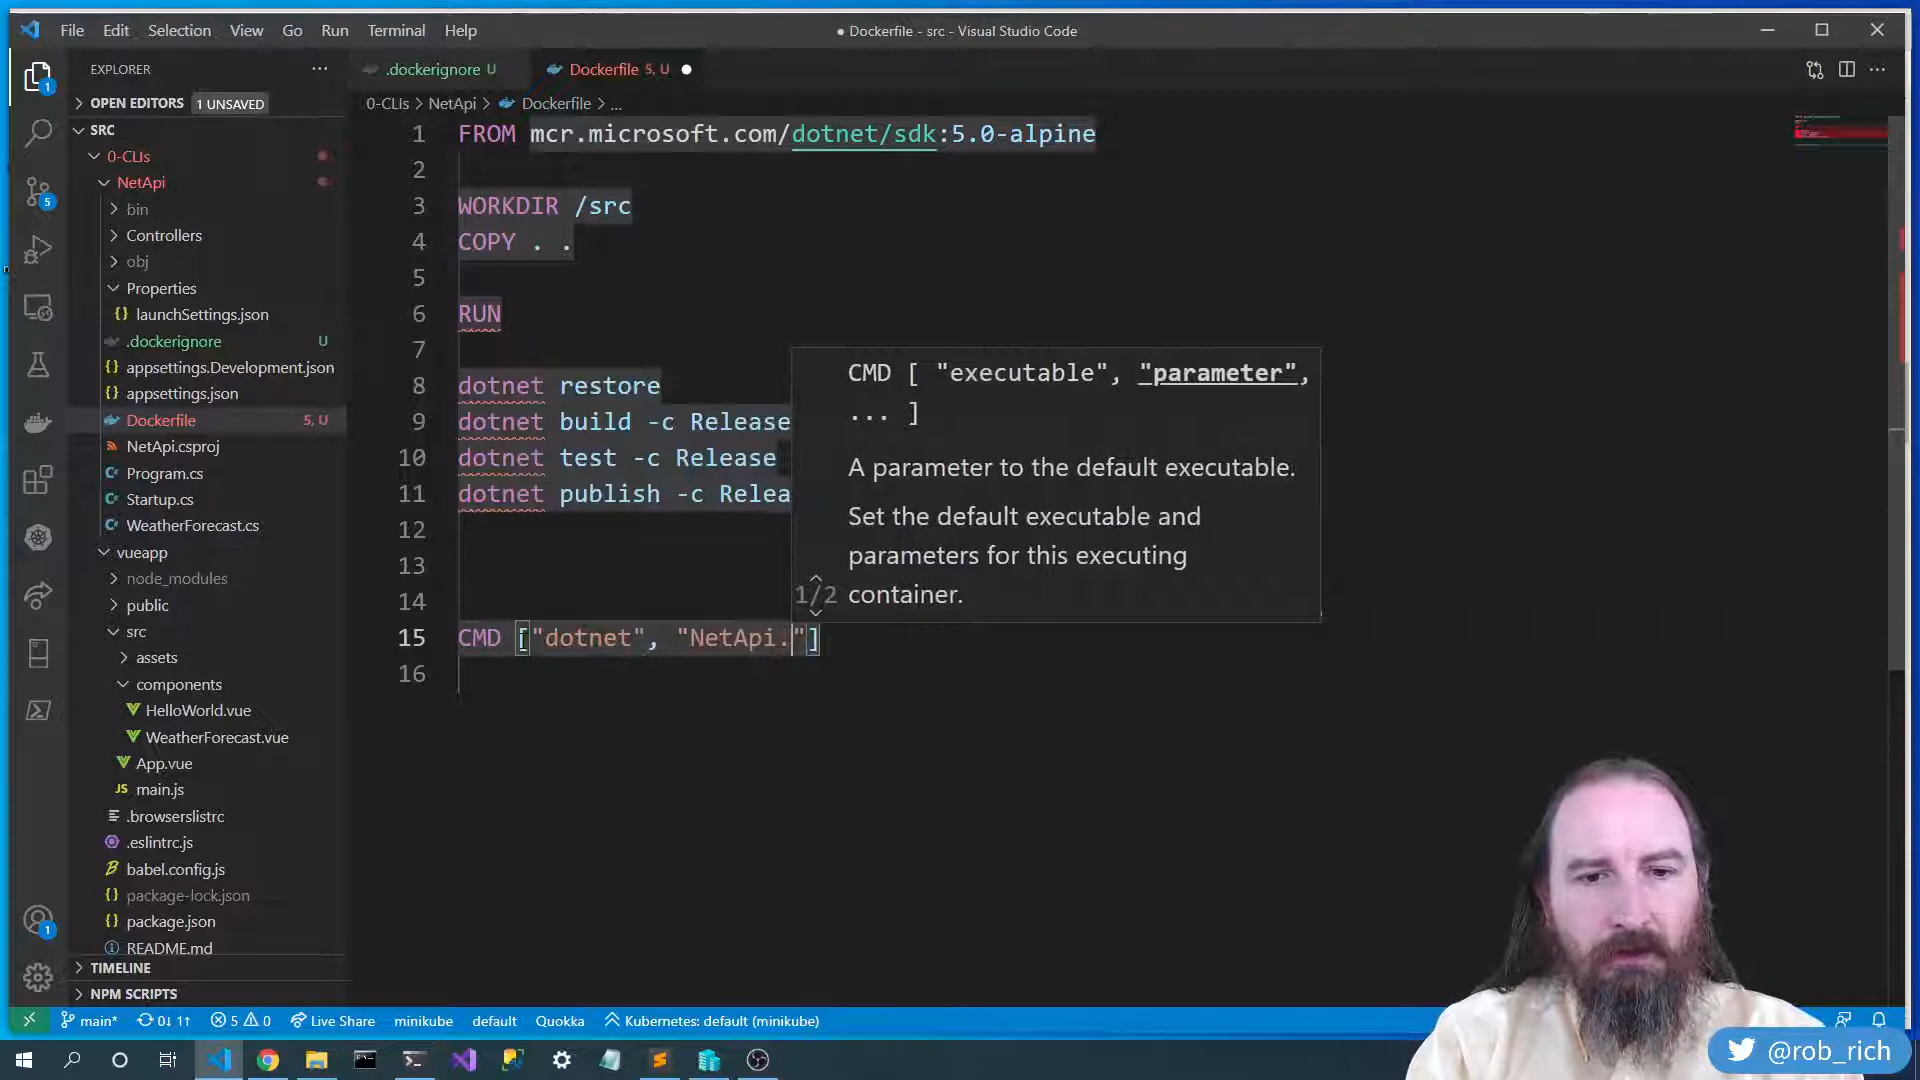 File Edit Selection View Go Run Terminal Help
● Dockerfile - src - Visual Studio Code
EXPLORER
.dockerignore U
Dockerfile 5, U
OPEN EDITORS 1 UNSAVED
0-CLIs > NetApi > Dockerfile > ...
SRC
0-CLIs
NetApi
bin
Controllers
obj
Properties
launchSettings.json
.dockerignore U
appsettings.Development.json
appsettings.json
Dockerfile 5, U
NetApi.csproj
Program.cs
Startup.cs
WeatherForecast.cs
vueapp
node_modules
public
src
assets
components
HelloWorld.vue
WeatherForecast.vue
App.vue
main.js
.browserslistrc
.eslintrc.js
babel.config.js
package-lock.json
package.json
README.md
TIMELINE
NPM SCRIPTS
1 FROM mcr.microsoft.com/dotnet/sdk:5.0-alpine
2
3 WORKDIR /src
4 COPY . .
5
6 RUN
7
8 dotnet restore
9 dotnet build -c Release
10 dotnet test -c Release
11 dotnet publish -c Relea
12
13
14
15 CMD ["dotnet", "NetApi."]
16
CMD [ "executable", "parameter",
... ]
A parameter to the default executable.
Set the default executable and
parameters for this executing
1/2 container.
main* 0↓ 1↑ 5 0 Live Share minikube default Quokka Kubernetes: default (minikube)
@rob_rich